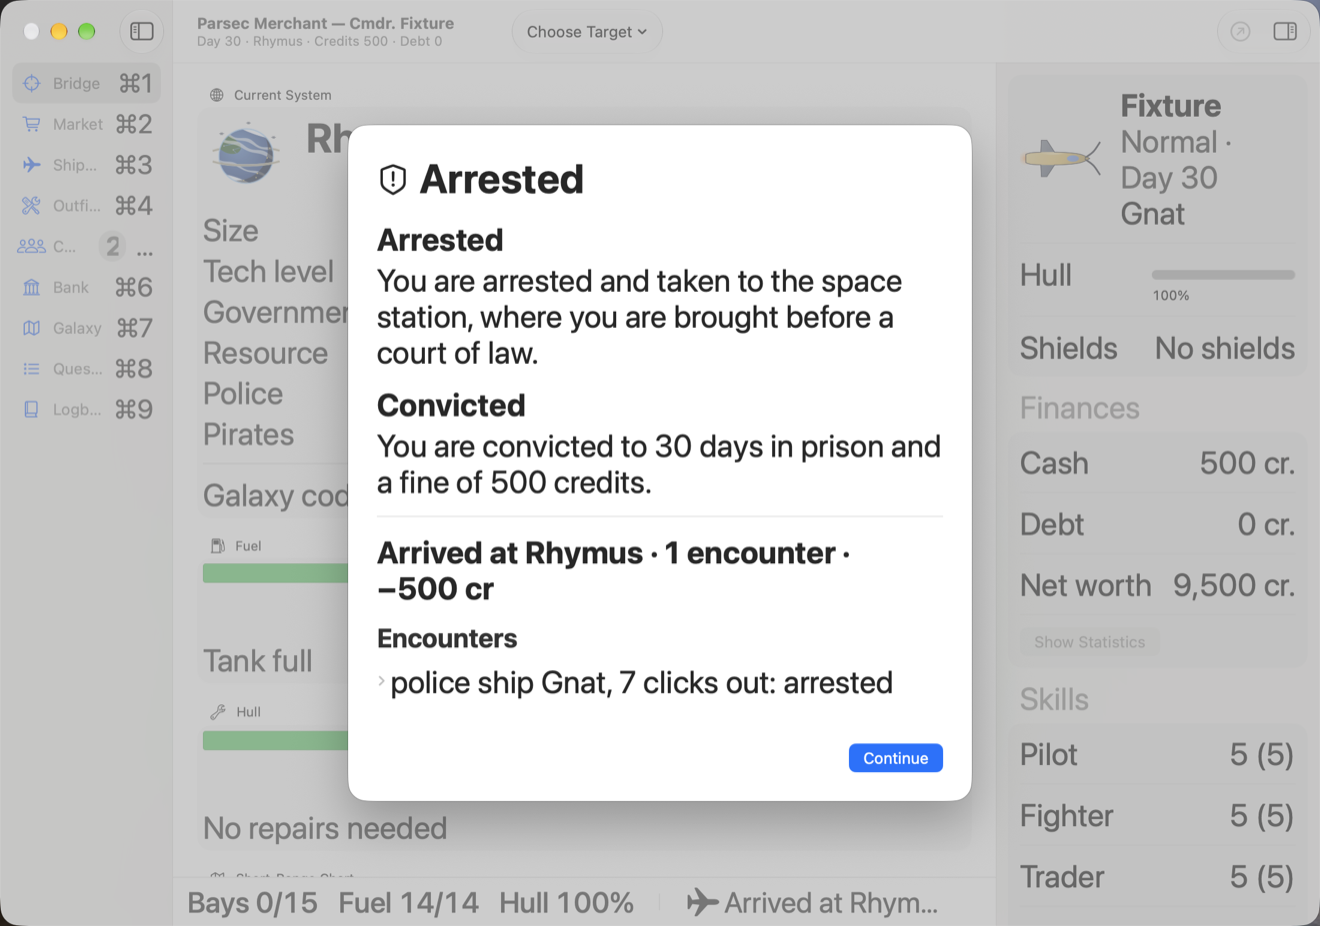 Parsec Merchant — Cmdr. Fixture
Day 30 · Rhymus · Credits 500 · Debt 0
Choose Target
Bridge ⌘1
Market ⌘2
Ship... ⌘3
Outfi... ⌘4
C... 2 ...
Bank ⌘6
Galaxy ⌘7
Ques... ⌘8
Logb... ⌘9
Current System
Rh
Size
Tech level
Governmer
Resource
Police
Pirates
Galaxy cod
Fuel
Tank full
Hull
No repairs needed
Arrested
Arrested
You are arrested and taken to the space
station, where you are brought before a
court of law.
Convicted
You are convicted to 30 days in prison and
a fine of 500 credits.
Arrived at Rhymus · 1 encounter ·
−500 cr
Encounters
police ship Gnat, 7 clicks out: arrested
Continue
Fixture
Normal ·
Day 30
Gnat
Hull
100%
Shields No shields
Finances
Cash 500 cr.
Debt 0 cr.
Net worth 9,500 cr.
Show Statistics
Skills
Pilot 5 (5)
Fighter 5 (5)
Trader 5 (5)
Bays 0/15 Fuel 14/14 Hull 100% Arrived at Rhym...